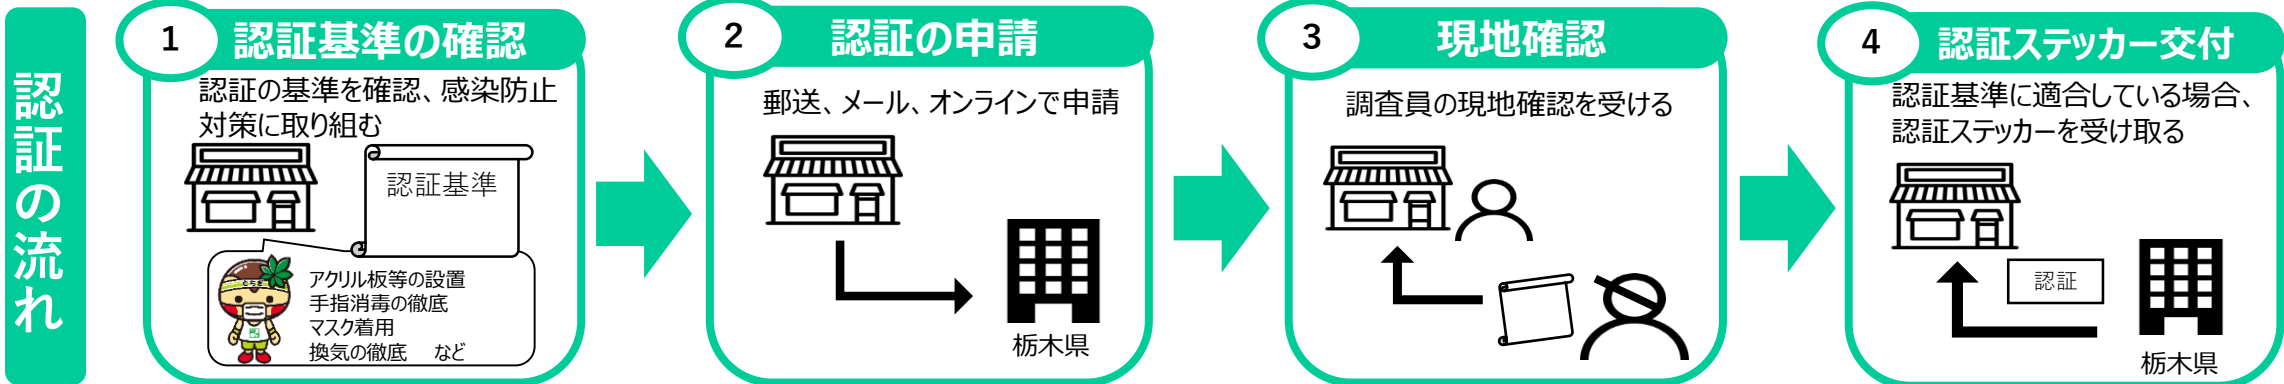 認証の流れ
1
認証基準の確認
認証の基準を確認、感染防止
対策に取り組む
認証基準
アクリル板等の設置
手指消毒の徹底
マスク着用
換気の徹底　など
2
認証の申請
郵送、メール、オンラインで申請
栃木県
3
現地確認
調査員の現地確認を受ける
4
認証ステッカー交付
認証基準に適合している場合、
認証ステッカーを受け取る
認証
栃木県